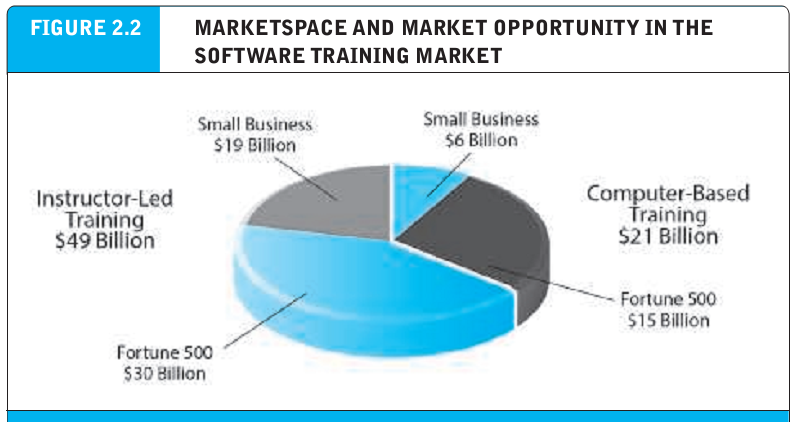 FIGURE 2.2
MARKETSPACE AND MARKET OPPORTUNITY IN THE
SOFTWARE TRAINING MARKET
Small Business
$19 Billion
Small Business
$6 Billion
Instructor-Led
Training
$49 Billion
Computer-Based
Training
$21 Billion
Fortune 500
$15 Billion
Fortune 500
$30 Billion